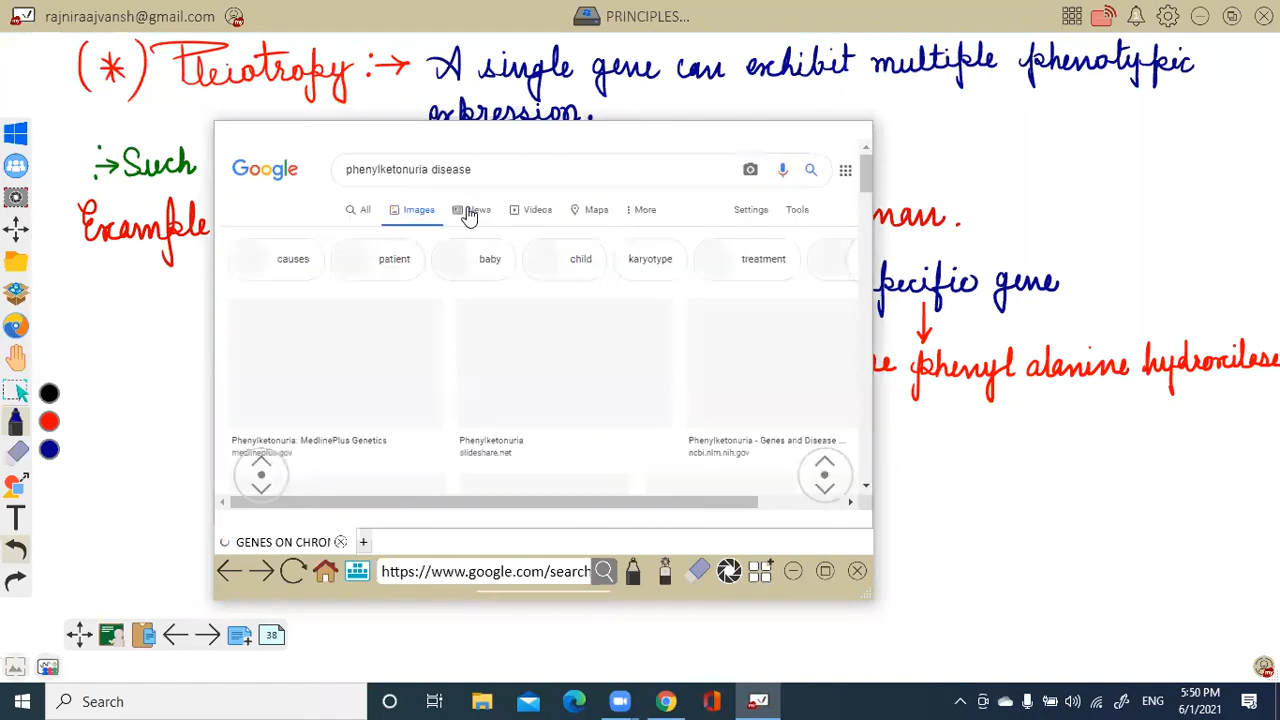 rajniraajvansh@gmail.com
PRINCIPLES...
(*) Pleiotropy :→ A single gene can exhibit multiple phenotypic
expression.
:→ Such
Example
man.
pecific gene
re phenyl alanine hydroxilase
Google
phenylketonuria disease
All Images News Videos Maps More Settings Tools
causes patient baby child karyotype treatment
Phenylketonuria: MedlinePlus Genetics
medlineplus.gov
Phenylketonuria
slideshare.net
Phenylketonuria - Genes and Disease ...
ncbi.nlm.nih.gov
GENES ON CHRON
https://www.google.com/search
38
Search
ENG
5:50 PM
6/1/2021